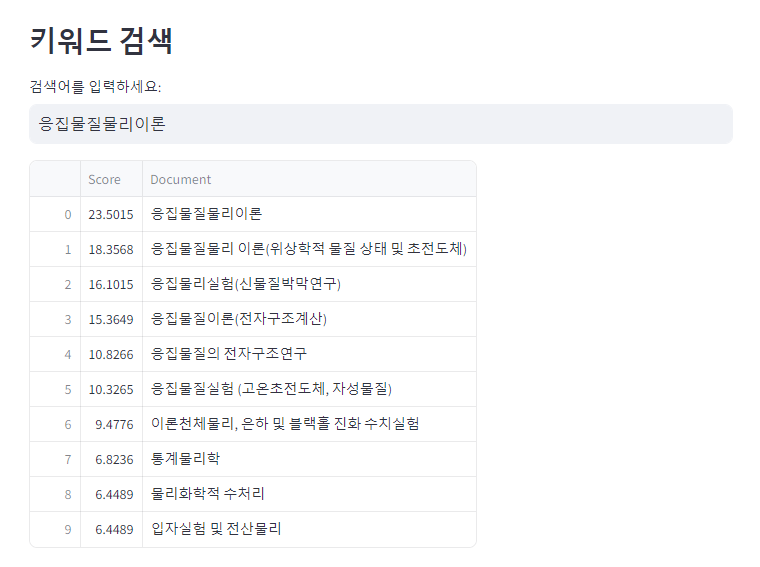 키워드 검색
검색어를 입력하세요:
응집물질물리이론
Score Document
0 23.5015 응집물질물리이론
1 18.3568 응집물질물리 이론(위상학적 물질 상태 및 초전도체)
2 16.1015 응집물리실험(신물질박막연구)
3 15.3649 응집물질이론(전자구조계산)
4 10.8266 응집물질의 전자구조연구
5 10.3265 응집물질실험 (고온초전도체, 자성물질)
6 9.4776 이론천체물리, 은하 및 블랙홀 진화 수치실험
7 6.8236 통계물리학
8 6.4489 물리화학적 수처리
9 6.4489 입자실험 및 전산물리